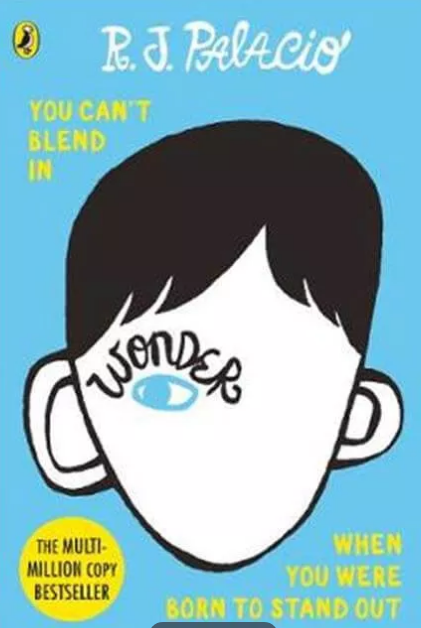 R. J. PALACIO
YOU CAN'T
BLEND
IN
WONDER
THE MULTI-
MILLION COPY
BESTSELLER
WHEN
YOU WERE
BORN TO STAND OUT